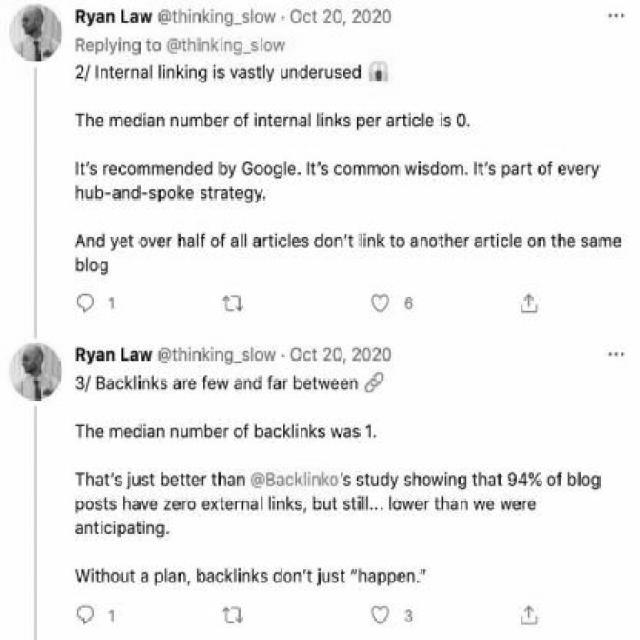 Ryan Law @thinking_slow · Oct 20, 2020
Replying to @thinking_slow
2/ Internal linking is vastly underused
The median number of internal links per article is 0.
It's recommended by Google. It's common wisdom. It's part of every
hub-and-spoke strategy.
And yet over half of all articles don't link to another article on the same
blog
1 6
Ryan Law @thinking_slow · Oct 20, 2020
3/ Backlinks are few and far between 🔗
The median number of backlinks was 1.
That's just better than @Backlinko's study showing that 94% of blog
posts have zero external links, but still... lower than we were
anticipating.
Without a plan, backlinks don't just "happen."
1 3